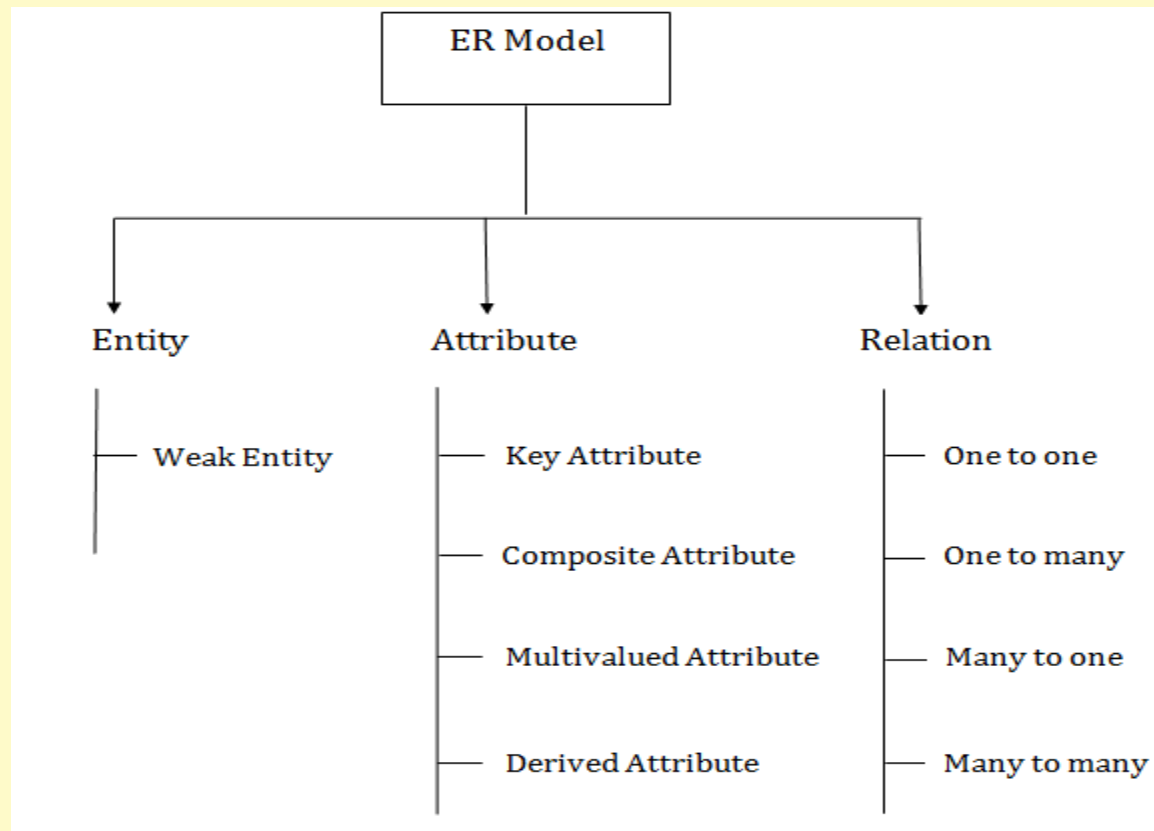 ER Model
Entity
Attribute
Relation
Weak Entity
Key Attribute
One to one
Composite Attribute
One to many
Multivalued Attribute
Many to one
Derived Attribute
Many to many